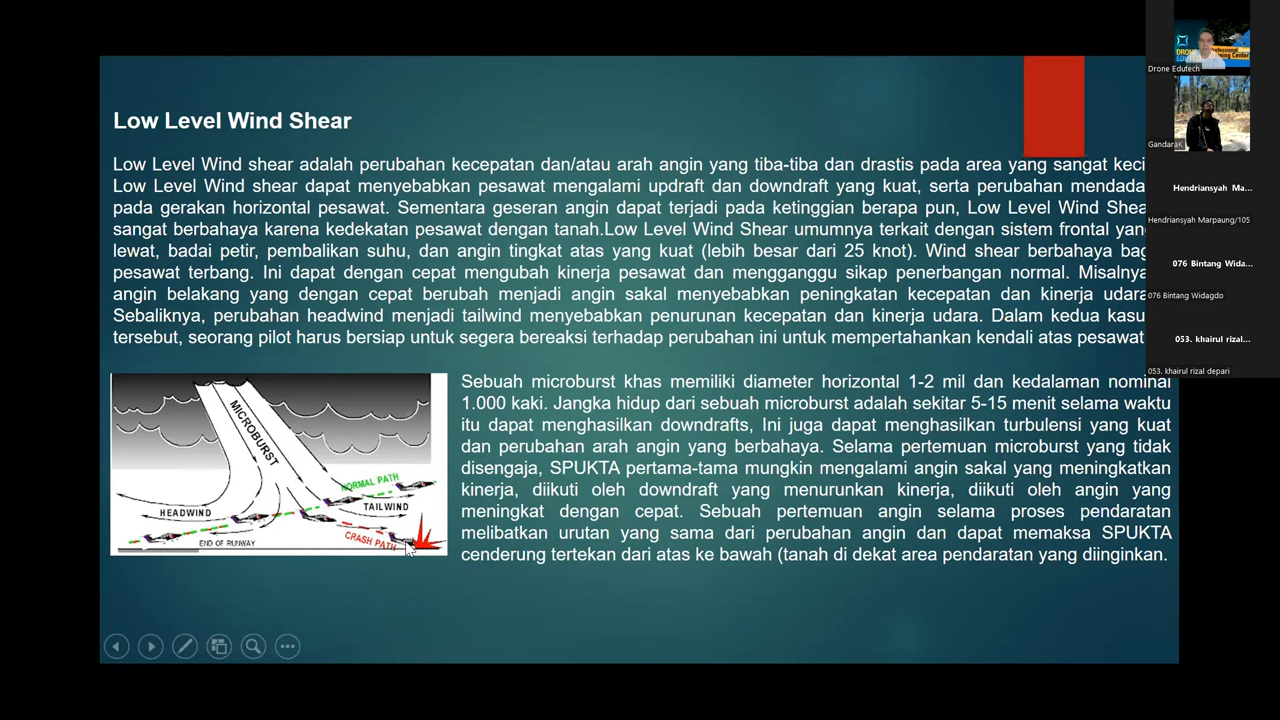 Low Level Wind Shear
Low Level Wind shear adalah perubahan kecepatan dan/atau arah angin yang tiba-tiba dan drastis pada area yang sangat keci
Low Level Wind shear dapat menyebabkan pesawat mengalami updraft dan downdraft yang kuat, serta perubahan mendada
pada gerakan horizontal pesawat. Sementara geseran angin dapat terjadi pada ketinggian berapa pun, Low Level Wind Shea
sangat berbahaya karena kedekatan pesawat dengan tanah.Low Level Wind Shear umumnya terkait dengan sistem frontal yang
lewat, badai petir, pembalikan suhu, dan angin tingkat atas yang kuat (lebih besar dari 25 knot). Wind shear berbahaya bag
pesawat terbang. Ini dapat dengan cepat mengubah kinerja pesawat dan mengganggu sikap penerbangan normal. Misalnya
angin belakang yang dengan cepat berubah menjadi angin sakal menyebabkan peningkatan kecepatan dan kinerja udara
Sebaliknya, perubahan headwind menjadi tailwind menyebabkan penurunan kecepatan dan kinerja udara. Dalam kedua kasu
tersebut, seorang pilot harus bersiap untuk segera bereaksi terhadap perubahan ini untuk mempertahankan kendali atas pesawat
Sebuah microburst khas memiliki diameter horizontal 1-2 mil dan kedalaman nominal
1.000 kaki. Jangka hidup dari sebuah microburst adalah sekitar 5-15 menit selama waktu
itu dapat menghasilkan downdrafts, Ini juga dapat menghasilkan turbulensi yang kuat
dan perubahan arah angin yang berbahaya. Selama pertemuan microburst yang tidak
disengaja, SPUKTA pertama-tama mungkin mengalami angin sakal yang meningkatkan
kinerja, diikuti oleh downdraft yang menurunkan kinerja, diikuti oleh angin yang
meningkat dengan cepat. Sebuah pertemuan angin selama proses pendaratan
melibatkan urutan yang sama dari perubahan angin dan dapat memaksa SPUKTA
cenderung tertekan dari atas ke bawah (tanah di dekat area pendaratan yang diinginkan.
MICROBURST
NORMAL PATH
HEADWIND
TAILWIND
END OF RUNWAY
CRASH PATH
Drone Edutech
GandaraK
Hendriansyah Ma...
Hendriansyah Marpaung/105
076 Bintang Wida...
076 Bintang Widagdo
053. khairul rizal...
053. khairul rizal depari